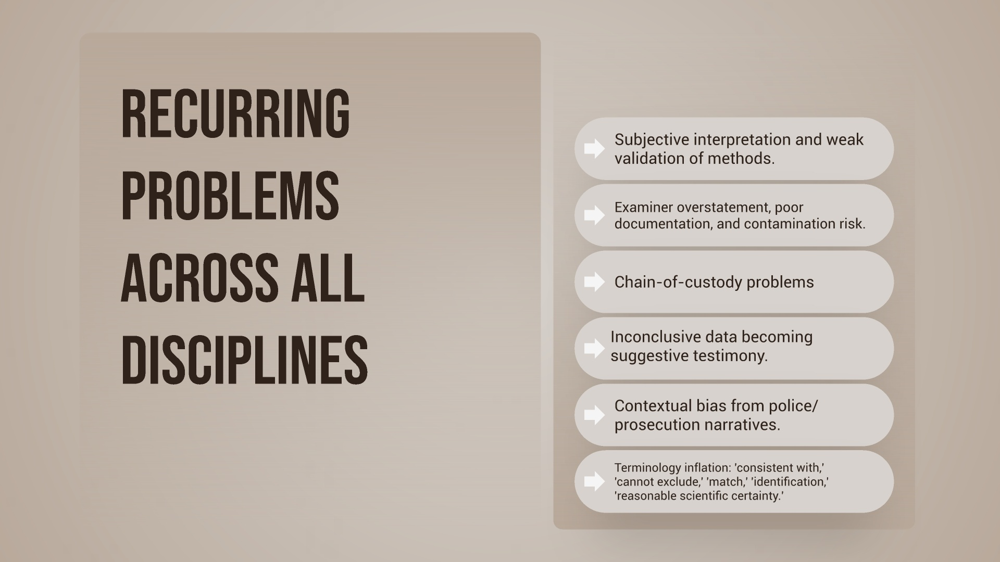 RECURRING
PROBLEMS
ACROSS ALL
DISCIPLINES
Subjective interpretation and weak
validation of methods.
Examiner overstatement, poor
documentation, and contamination risk.
Chain-of-custody problems
Inconclusive data becoming
suggestive testimony.
Contextual bias from police/
prosecution narratives.
Terminology inflation: 'consistent with,'
'cannot exclude,' 'match,' 'identification,'
'reasonable scientific certainty.'